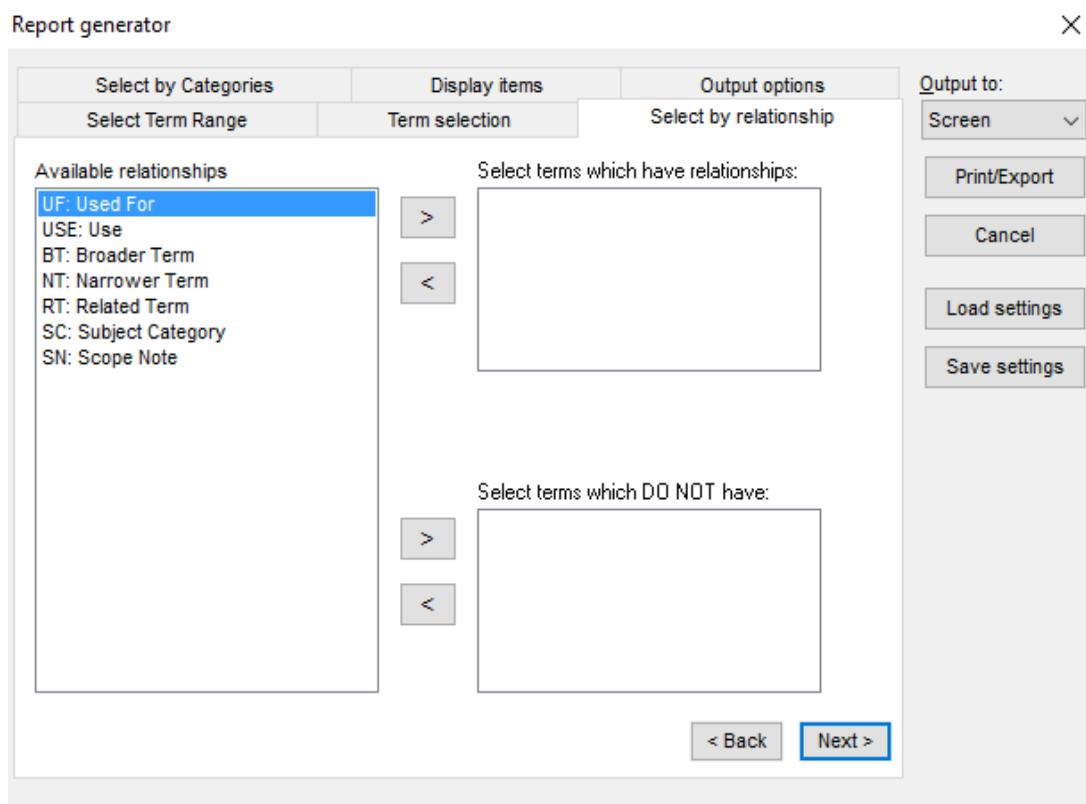 Report generator
Select by Categories
Display items
Output options
Select Term Range
Term selection
Select by relationship
Output to:
Screen
Print/Export
Cancel
Load settings
Save settings
Available relationships
UF: Used For
USE: Use
BT: Broader Term
NT: Narrower Term
RT: Related Term
SC: Subject Category
SN: Scope Note
>
<
Select terms which have relationships:
>
<
Select terms which DO NOT have:
< Back
Next >